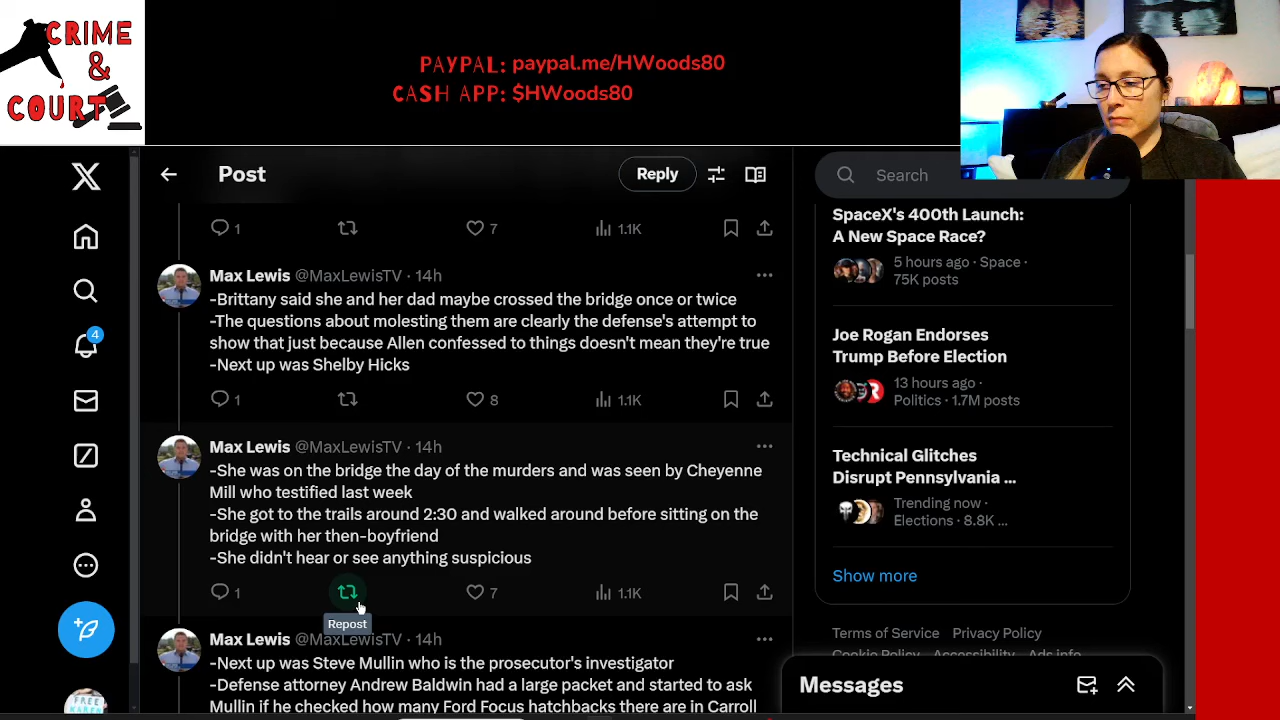 CRIME
&
COURT
PAYPAL: paypal.me/HWoods80
CASH APP: $HWoods80
Post
Reply
Search
1
7
1.1K
Max Lewis @MaxLewisTV · 14h
-Brittany said she and her dad maybe crossed the bridge once or twice
-The questions about molesting them are clearly the defense's attempt to
show that just because Allen confessed to things doesn't mean they're true
-Next up was Shelby Hicks
1
8
1.1K
Max Lewis @MaxLewisTV · 14h
-She was on the bridge the day of the murders and was seen by Cheyenne
Mill who testified last week
-She got to the trails around 2:30 and walked around before sitting on the
bridge with her then-boyfriend
-She didn't hear or see anything suspicious
1
7
1.1K
Repost
Max Lewis @MaxLewisTV · 14h
-Next up was Steve Mullin who is the prosecutor's investigator
-Defense attorney Andrew Baldwin had a large packet and started to ask
Mullin if he checked how many Ford Focus hatchbacks there are in Carroll
4
FREE
KAREN
SpaceX's 400th Launch:
A New Space Race?
5 hours ago · Space ·
75K posts
Joe Rogan Endorses
Trump Before Election
13 hours ago ·
Politics · 1.7M posts
Technical Glitches
Disrupt Pennsylvania ...
Trending now ·
Elections · 8.8K ...
Show more
Terms of Service Privacy Policy
Cookie Policy Accessibility Ads info
Messages